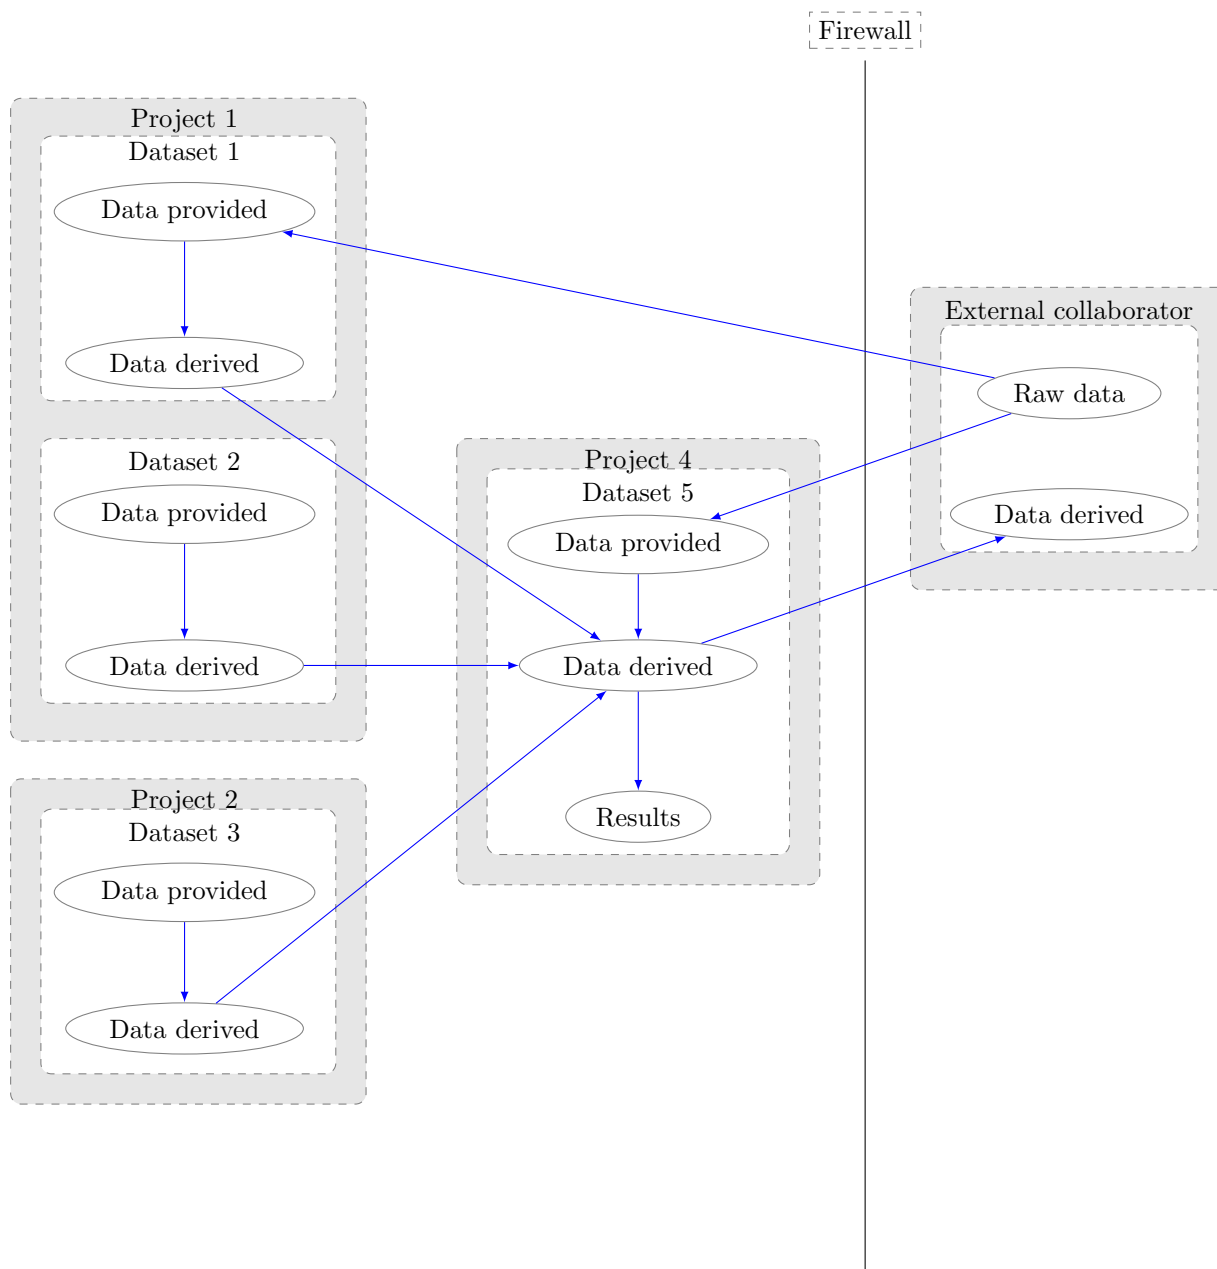 Firewall
Project 1
Dataset 1
Data provided
Data derived
Dataset 2
Data provided
Data derived
Project 2
Dataset 3
Data provided
Data derived
Project 4
Dataset 5
Data provided
Data derived
Results
External collaborator
Raw data
Data derived